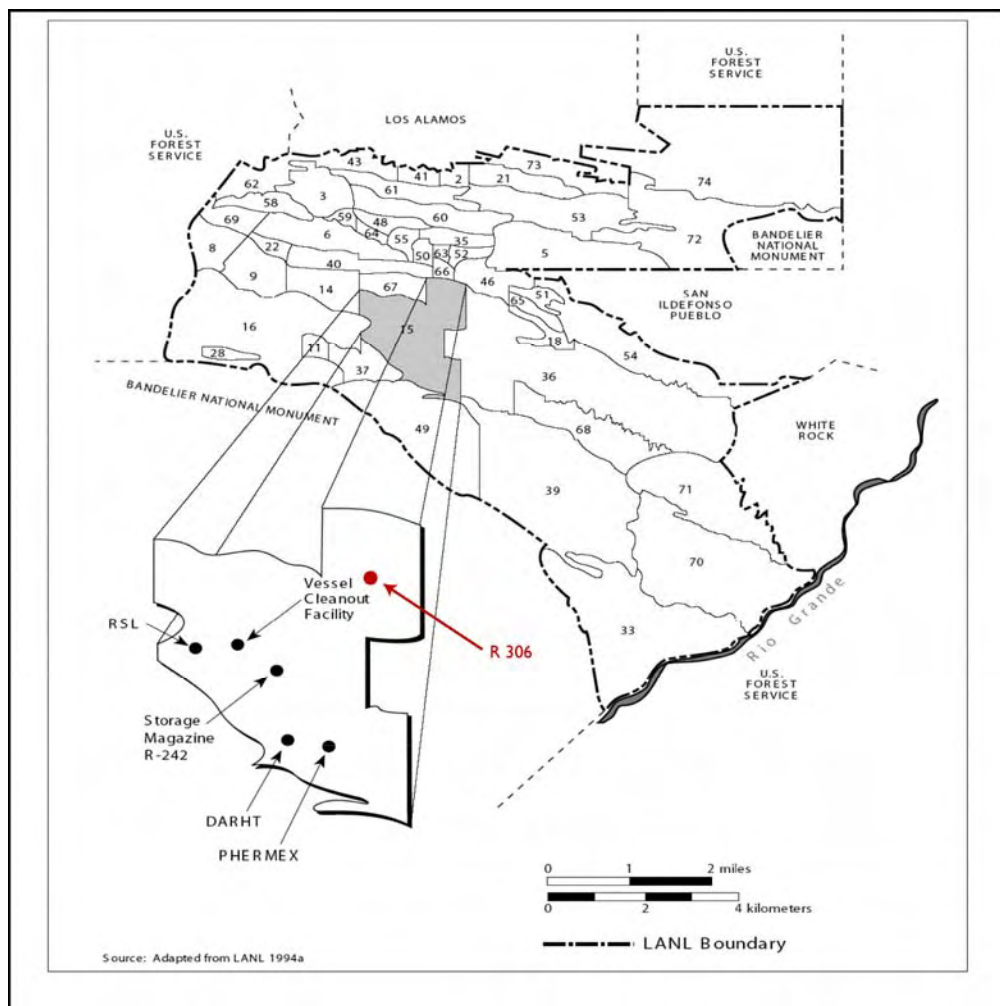 U.S.
FOREST
SERVICE
LOS ALAMOS
U.S.
FOREST
SERVICE
43
41
2
73
21
74
62
3
61
58
53
59
48
60
69
6
64
55
35
72
BANDELIER
NATIONAL
MONUMENT
8
22
50
63
52
5
40
66
9
46
14
67
51
SAN
ILDEFONSO
PUEBLO
65
16
15
18
11
28
54
37
36
BANDELIER NATIONAL MONUMENT
49
68
WHITE
ROCK
39
71
70
33
Rio Grande
U.S.
FOREST
SERVICE
Vessel
Cleanout
Facility
RSL
R 306
Storage
Magazine
R-242
DARHT
PHERMEX
0 1 2 miles
0 2 4 kilometers
LANL Boundary
Source: Adapted from LANL 1994a